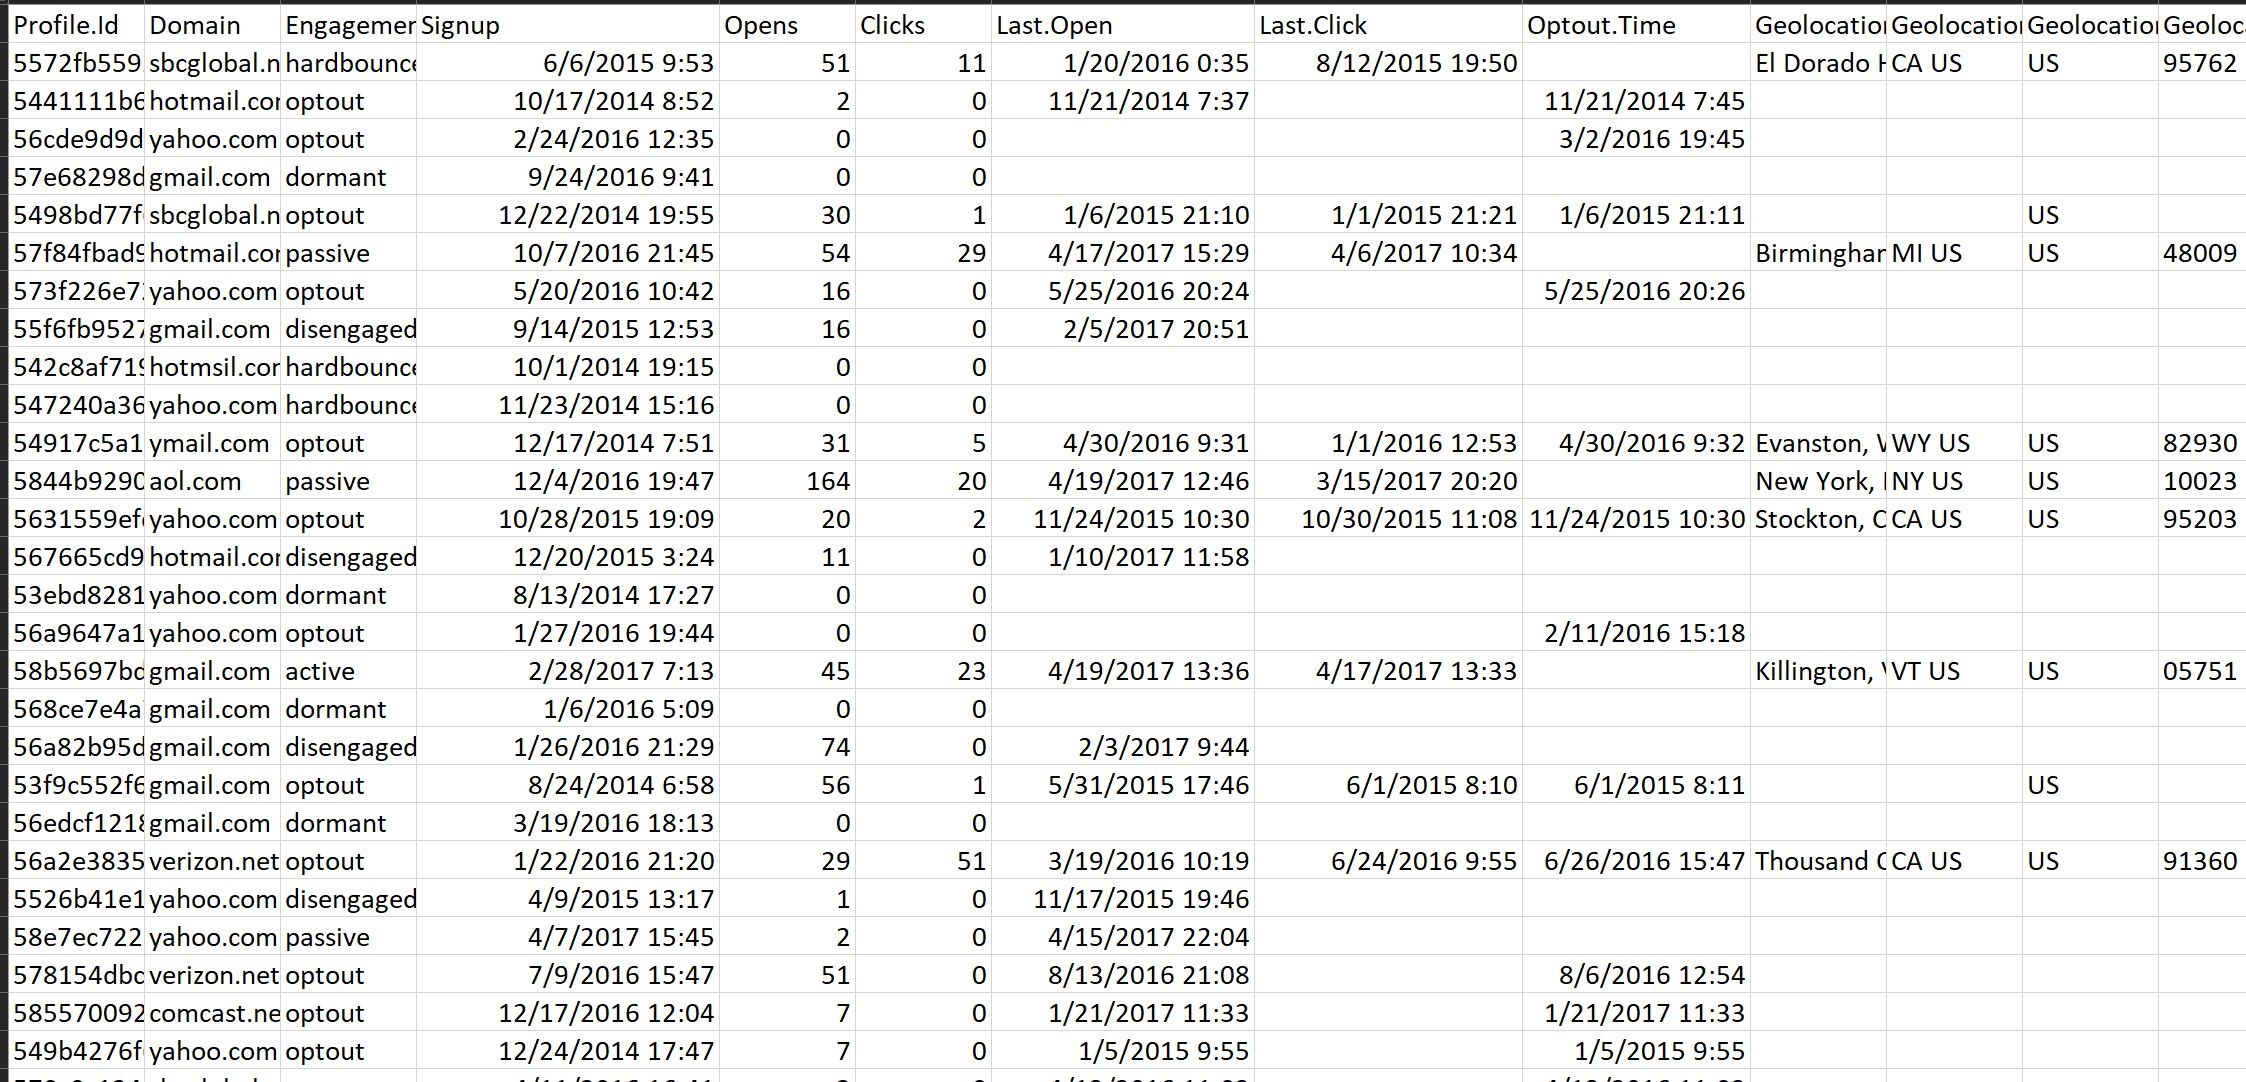 Profile.Id Domain Engagemen Signup Opens Clicks Last.Open Last.Click Optout.Time Geolocation Geolocation Geolocation Geoloc
5572fb559 sbcglobal.n hardbounce 6/6/2015 9:53 51 11 1/20/2016 0:35 8/12/2015 19:50 El Dorado H CA US US 95762
5441111b6 hotmail.cor optout 10/17/2014 8:52 2 0 11/21/2014 7:37 11/21/2014 7:45
56cde9d9d yahoo.com optout 2/24/2016 12:35 0 0 3/2/2016 19:45
57e68298d gmail.com dormant 9/24/2016 9:41 0 0
5498bd77f sbcglobal.n optout 12/22/2014 19:55 30 1 1/6/2015 21:10 1/1/2015 21:21 1/6/2015 21:11 US
57f84fbad9 hotmail.cor passive 10/7/2016 21:45 54 29 4/17/2017 15:29 4/6/2017 10:34 Birminghar MI US US 48009
573f226e7 yahoo.com optout 5/20/2016 10:42 16 0 5/25/2016 20:24 5/25/2016 20:26
55f6fb9527 gmail.com disengaged 9/14/2015 12:53 16 0 2/5/2017 20:51
542c8af719 hotmsil.cor hardbounce 10/1/2014 19:15 0 0
547240a36 yahoo.com hardbounce 11/23/2014 15:16 0 0
54917c5a1 ymail.com optout 12/17/2014 7:51 31 5 4/30/2016 9:31 1/1/2016 12:53 4/30/2016 9:32 Evanston, W WY US US 82930
5844b9290 aol.com passive 12/4/2016 19:47 164 20 4/19/2017 12:46 3/15/2017 20:20 New York, NY US US 10023
5631559ef yahoo.com optout 10/28/2015 19:09 20 2 11/24/2015 10:30 10/30/2015 11:08 11/24/2015 10:30 Stockton, C CA US US 95203
567665cd9 hotmail.cor disengaged 12/20/2015 3:24 11 0 1/10/2017 11:58
53ebd8281 yahoo.com dormant 8/13/2014 17:27 0 0
56a9647a1 yahoo.com optout 1/27/2016 19:44 0 0 2/11/2016 15:18
58b5697bd gmail.com active 2/28/2017 7:13 45 23 4/19/2017 13:36 4/17/2017 13:33 Killington, VT US US 05751
568ce7e4a gmail.com dormant 1/6/2016 5:09 0 0
56a82b95d gmail.com disengaged 1/26/2016 21:29 74 0 2/3/2017 9:44
53f9c552f6 gmail.com optout 8/24/2014 6:58 56 1 5/31/2015 17:46 6/1/2015 8:10 6/1/2015 8:11 US
56edcf1218 gmail.com dormant 3/19/2016 18:13 0 0
56a2e3835 verizon.net optout 1/22/2016 21:20 29 51 3/19/2016 10:19 6/24/2016 9:55 6/26/2016 15:47 Thousand O CA US US 91360
5526b41e1 yahoo.com disengaged 4/9/2015 13:17 1 0 11/17/2015 19:46
58e7ec722 yahoo.com passive 4/7/2017 15:45 2 0 4/15/2017 22:04
578154dbc verizon.net optout 7/9/2016 15:47 51 0 8/13/2016 21:08 8/6/2016 12:54
585570092 comcast.ne optout 12/17/2016 12:04 7 0 1/21/2017 11:33 1/21/2017 11:33
549b4276f yahoo.com optout 12/24/2014 17:47 7 0 1/5/2015 9:55 1/5/2015 9:55